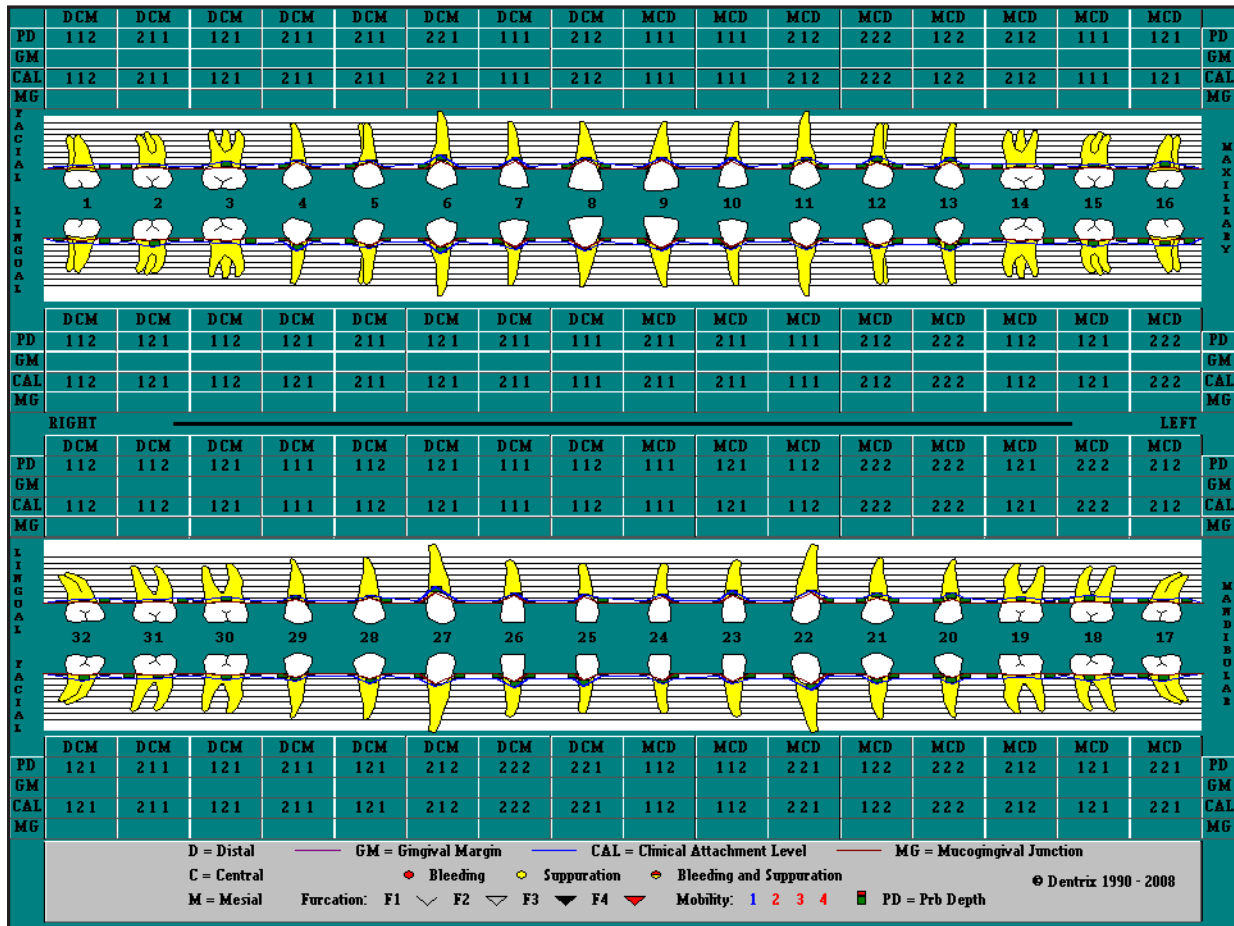 DCM DCM DCM DCM DCM DCM DCM DCM MCD MCD MCD MCD MCD MCD MCD MCD
PD 112 211 121 211 211 221 111 212 111 111 212 222 122 212 111 121 PD
GM GM
CAL 112 211 121 211 211 221 111 212 111 111 212 222 122 212 111 121 CAL
MG MG
FACIAL
MAXILLARY
1 2 3 4 5 6 7 8 9 10 11 12 13 14 15 16
LINGUAL
DCM DCM DCM DCM DCM DCM DCM DCM MCD MCD MCD MCD MCD MCD MCD MCD
PD 112 121 112 121 211 121 211 111 211 211 111 212 222 112 121 222 PD
GM GM
CAL 112 121 112 121 211 121 211 111 211 211 111 212 222 112 121 222 CAL
MG MG
RIGHT LEFT
DCM DCM DCM DCM DCM DCM DCM DCM MCD MCD MCD MCD MCD MCD MCD MCD
PD 112 112 121 111 112 121 111 112 111 121 112 222 222 121 222 212 PD
GM GM
CAL 112 112 121 111 112 121 111 112 111 121 112 222 222 121 222 212 CAL
MG MG
LINGUAL
MANDIBULAR
32 31 30 29 28 27 26 25 24 23 22 21 20 19 18 17
FACIAL
DCM DCM DCM DCM DCM DCM DCM DCM MCD MCD MCD MCD MCD MCD MCD MCD
PD 121 211 121 211 121 212 222 221 112 112 221 122 222 212 121 221 PD
GM GM
CAL 121 211 121 211 121 212 222 221 112 112 221 122 222 212 121 221 CAL
MG MG
D = Distal GM = Gingival Margin CAL = Clinical Attachment Level MG = Mucogingival Junction
C = Central Bleeding Suppuration Bleeding and Suppuration © Dentrix 1990 - 2008
M = Mesial Furcation: F1 F2 F3 F4 Mobility: 1 2 3 4 PD = Prb Depth